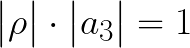 |ρ| · |a₃| = 1